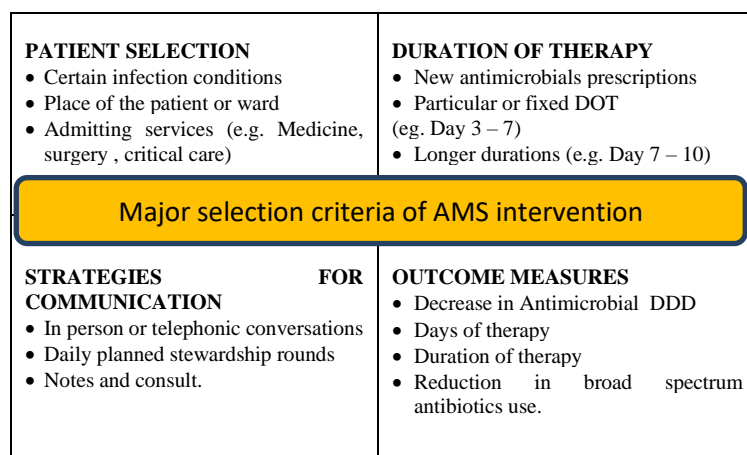 PATIENT SELECTION
• Certain infection conditions
• Place of the patient or ward
• Admitting services (e.g. Medicine,
surgery , critical care)
DURATION OF THERAPY
• New antimicrobials prescriptions
• Particular or fixed DOT
(eg. Day 3 – 7)
• Longer durations (e.g. Day 7 – 10)
Major selection criteria of AMS intervention
STRATEGIES FOR
COMMUNICATION
• In person or telephonic conversations
• Daily planned stewardship rounds
• Notes and consult.
OUTCOME MEASURES
• Decrease in Antimicrobial DDD
• Days of therapy
• Duration of therapy
• Reduction in broad spectrum
antibiotics use.